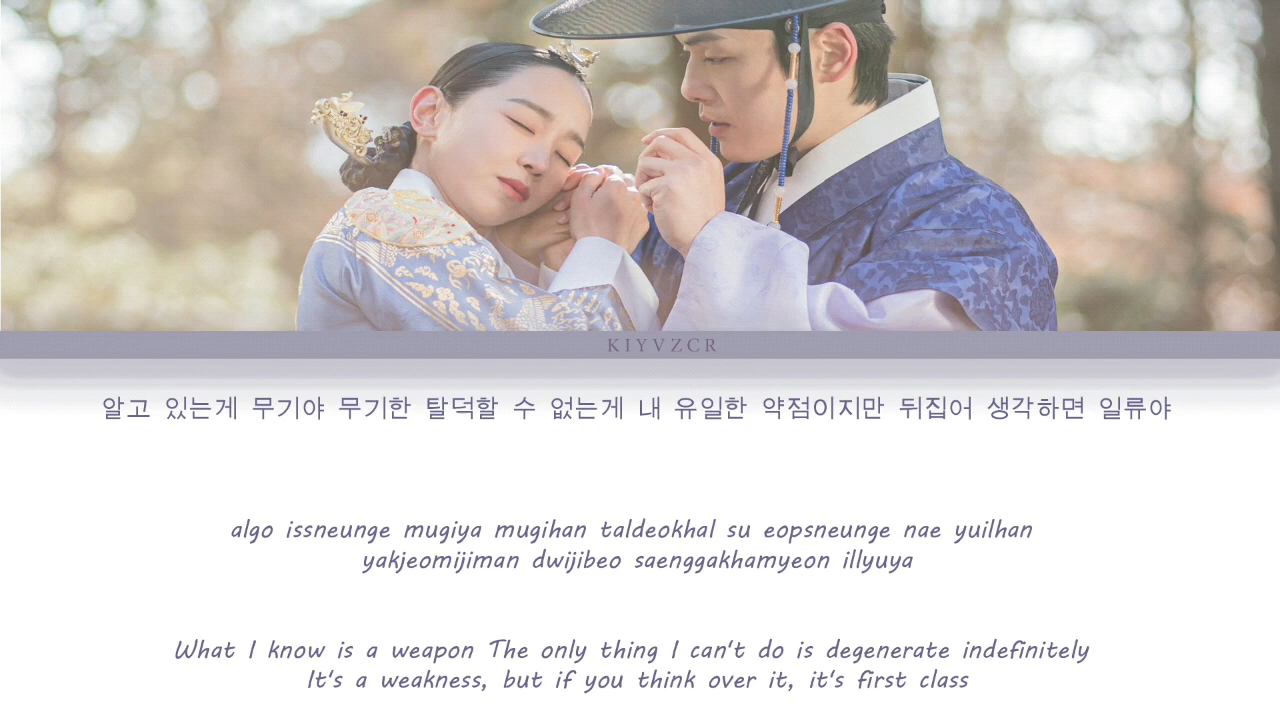 KIYVZCR
알고 있는게 무기야 무기한 탈덕할 수 없는게 내 유일한 약점이지만 뒤집어 생각하면 일류야
algo issneunge mugiya mugihan taldeokhal su eopsneunge nae yuilhan
yakjeomijiman dwijibeo saenggakhamyeon illyuya
What I know is a weapon The only thing I can't do is degenerate indefinitely
It's a weakness, but if you think over it, it's first class